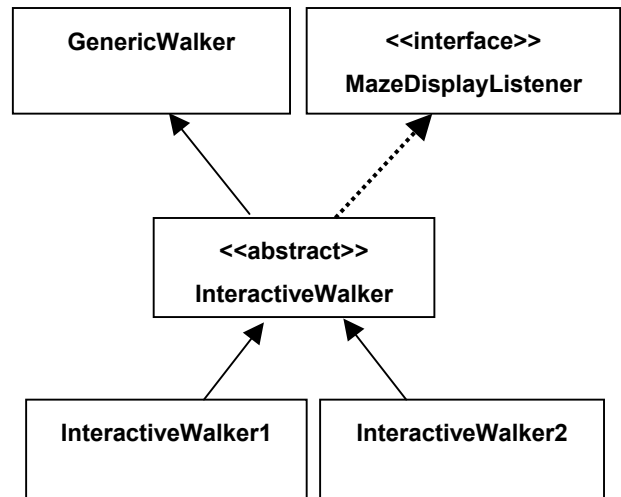 GenericWalker
<<interface>>
MazeDisplayListener
<<abstract>>
InteractiveWalker
InteractiveWalker1
InteractiveWalker2